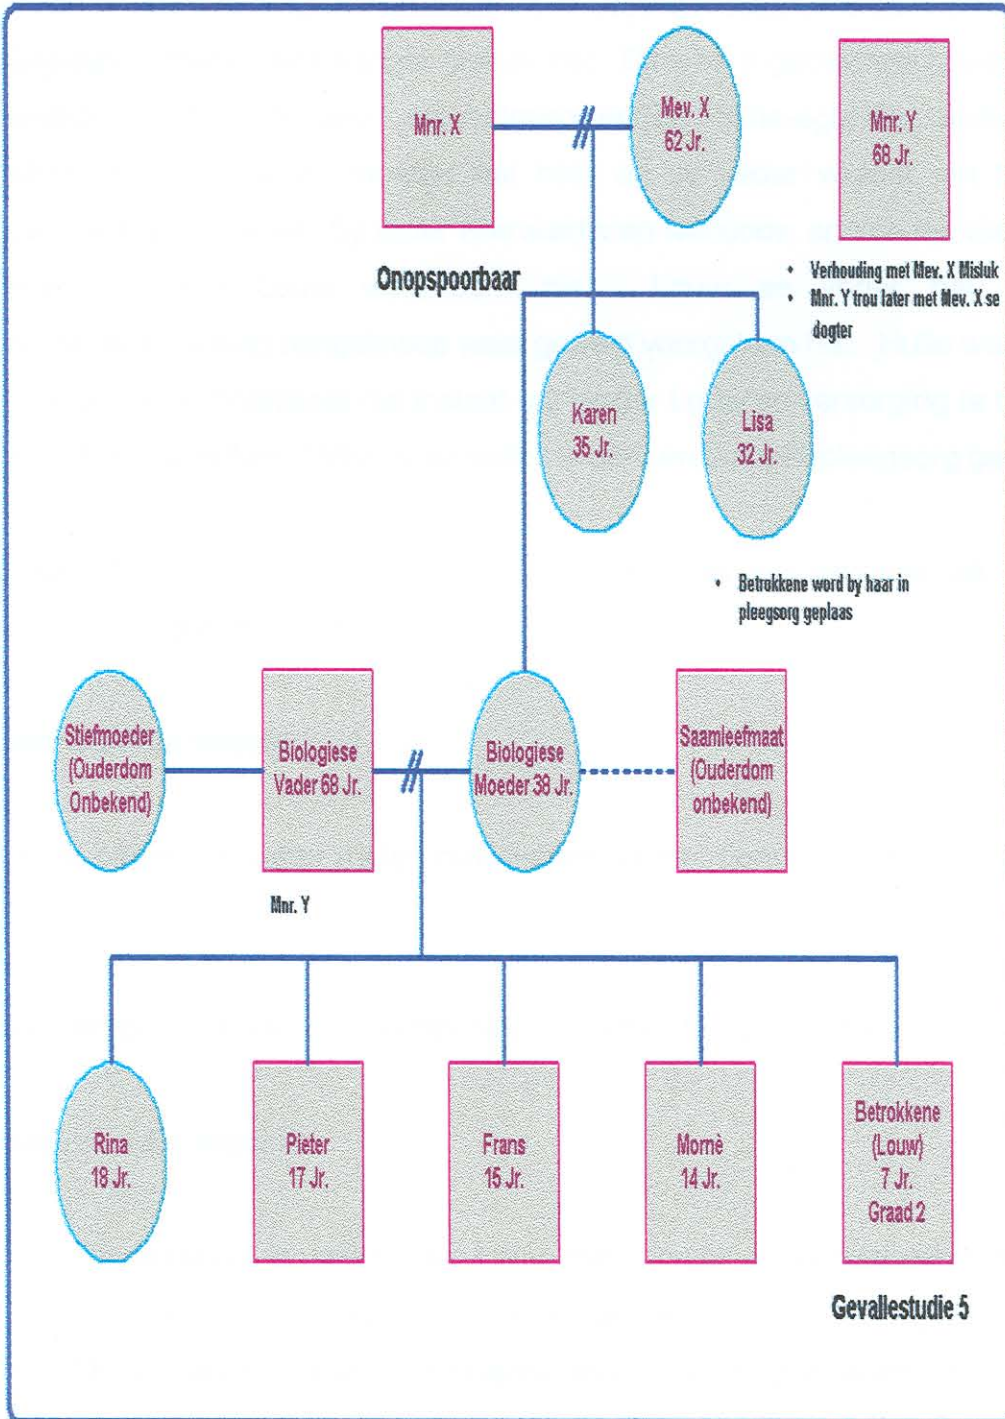 Mnr. X
Mev. X
62 Jr.
Mnr. Y
68 Jr.
Onopspoorbaar
• Verhouding met Mev. X Misluk
• Mnr. Y trou later met Mev. X se
dogter
Karen
35 Jr.
Lisa
32 Jr.
• Betrokkene word by haar in
pleegsorg geplaas
Stiefmoeder
(Ouderdom
Onbekend)
Biologiese
Vader 68 Jr.
Biologiese
Moeder 38 Jr.
Saamleefmaat
(Ouderdom
onbekend)
Mnr. Y
Rina
18 Jr.
Pieter
17 Jr.
Frans
15 Jr.
Mornè
14 Jr.
Betrokkene
(Louw)
7 Jr.
Graad 2
Gevallestudie 5